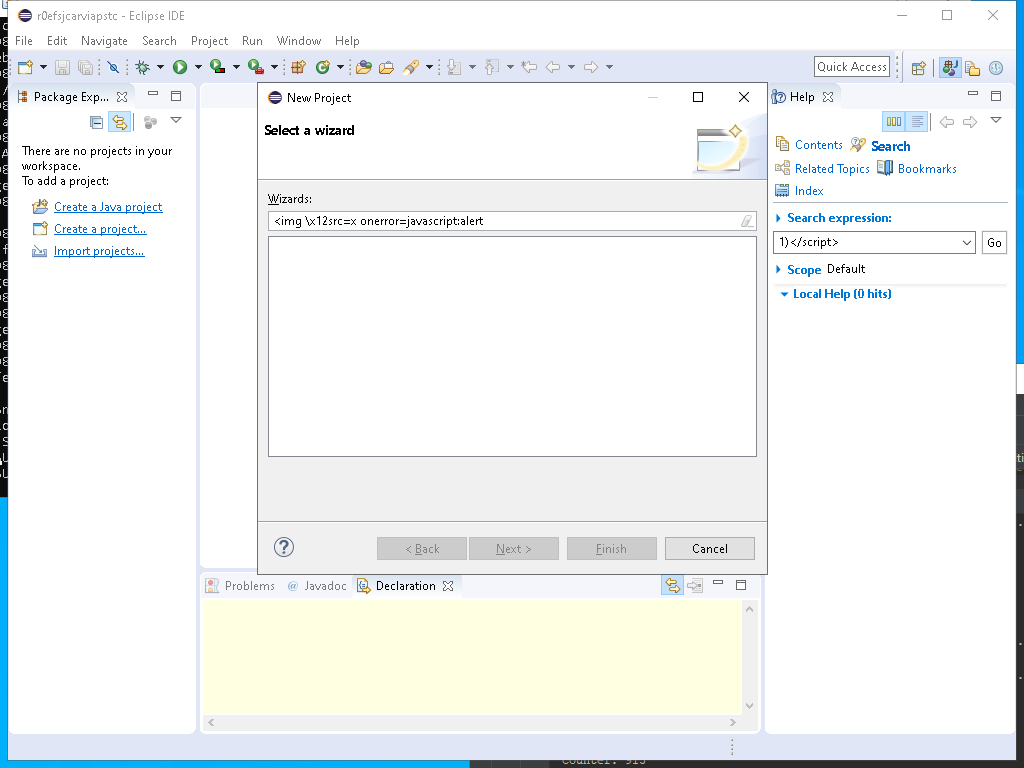 r0efsjcarviapstc - Eclipse IDE
File Edit Navigate Search Project Run Window Help
Quick Access
Package Exp...
There are no projects in your
workspace.
To add a project:
Create a Java project
Create a project...
Import projects...
New Project
Select a wizard
Wizards:
<img \x12src=x onerror=javascript:alert
< Back
Next >
Finish
Cancel
Help
Contents
Search
Related Topics
Bookmarks
Index
Search expression:
1)</script>
Go
Scope Default
Local Help (0 hits)
Problems
@ Javadoc
Declaration
Counter: 913